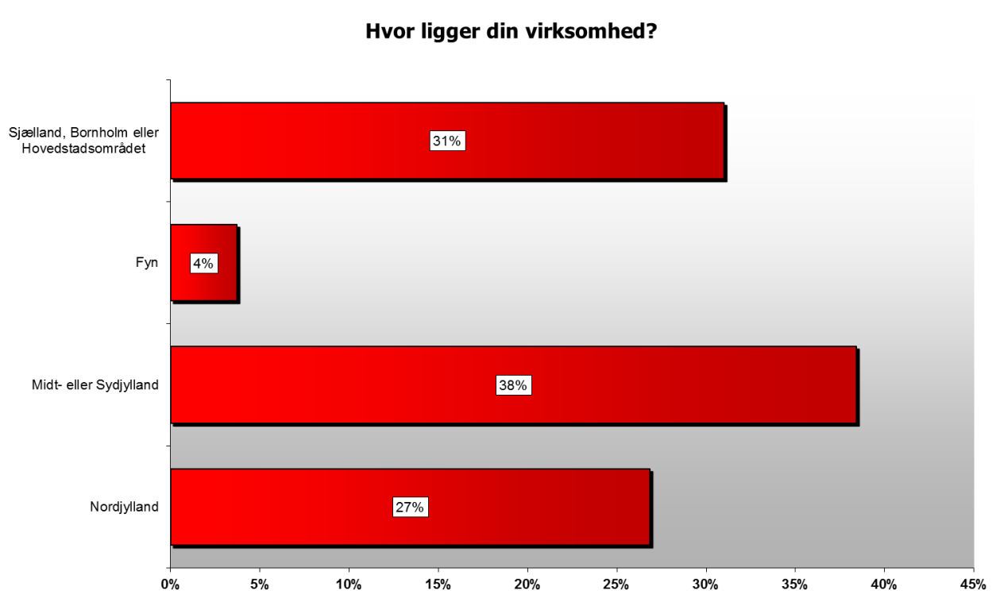 Hvor ligger din virksomhed?
Sjælland, Bornholm eller
Hovedstadsområdet
31%
Fyn
4%
Midt- eller Sydjylland
38%
Nordjylland
27%
0% 5% 10% 15% 20% 25% 30% 35% 40% 45%